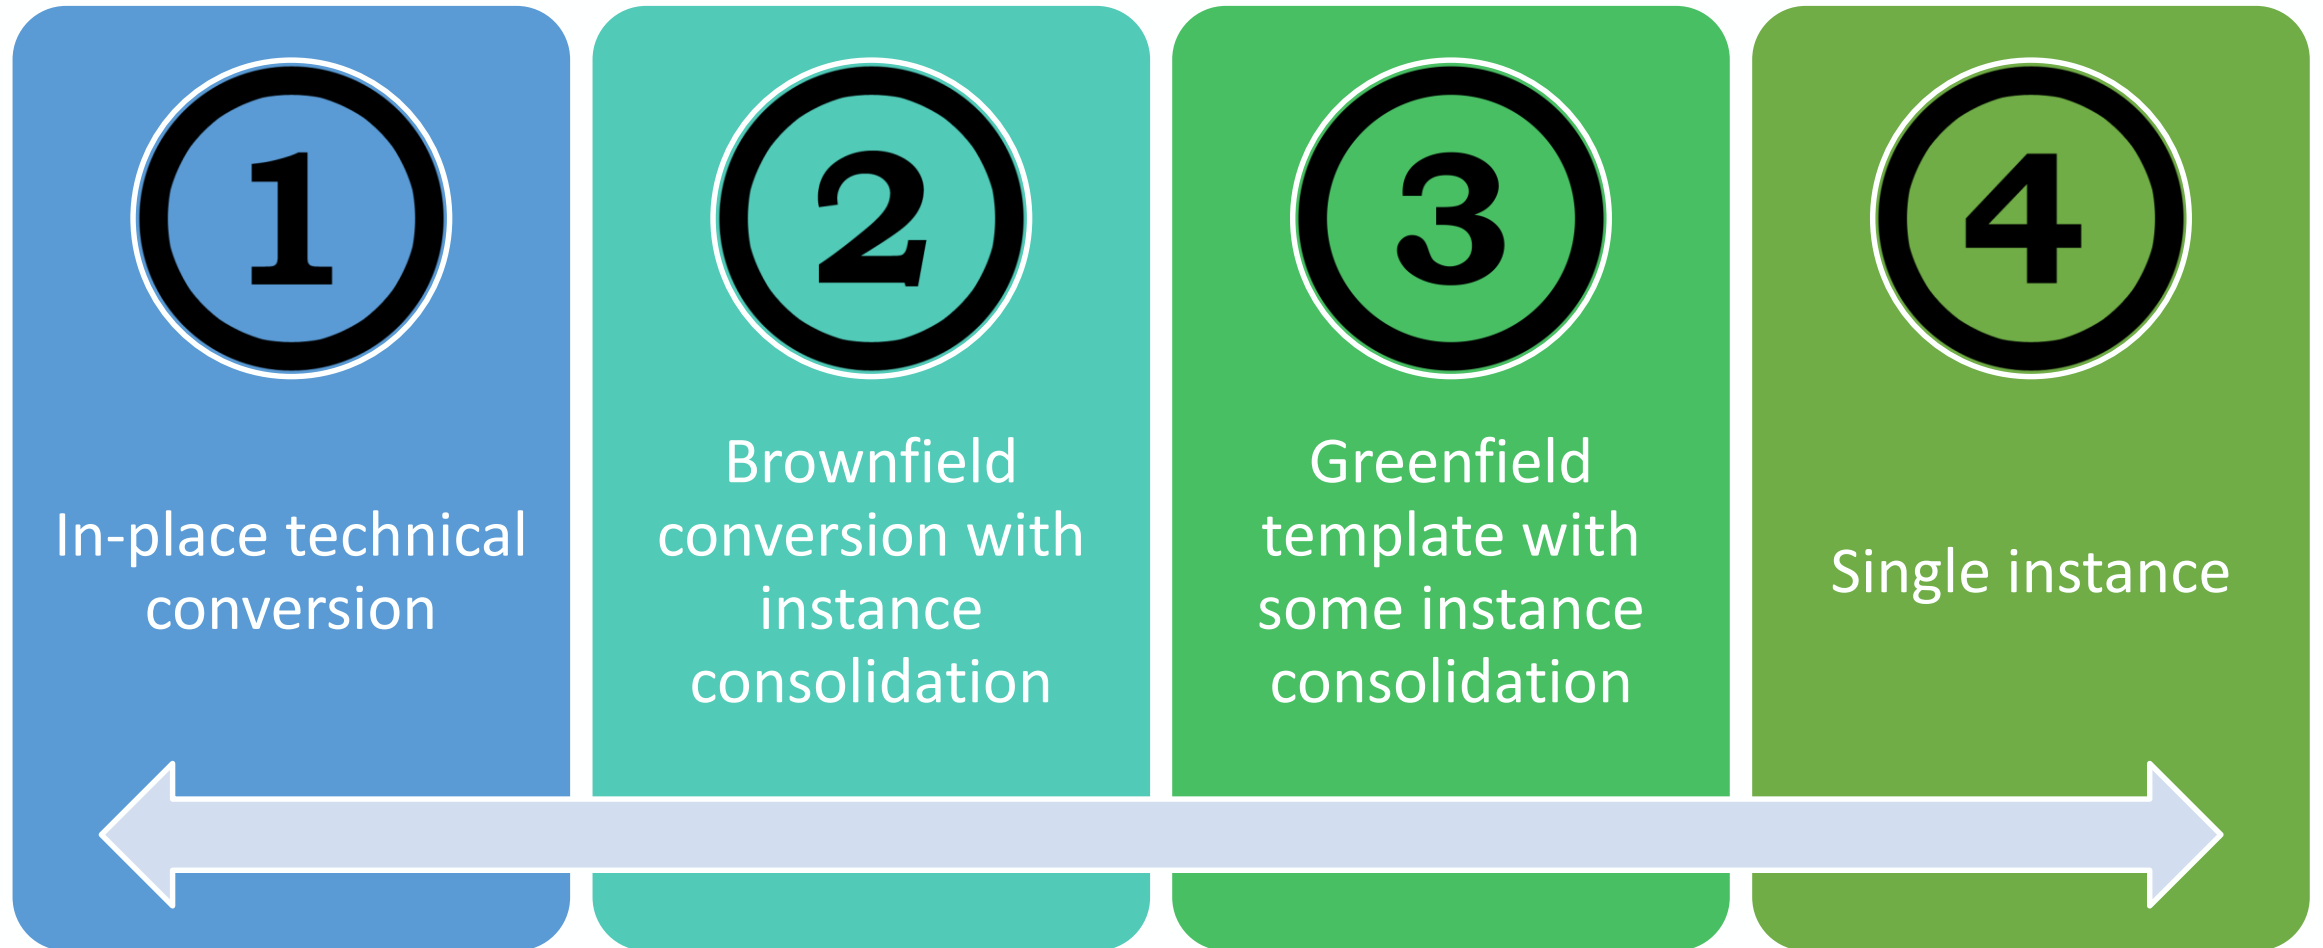 1
In-place technical
conversion
2
Brownfield
conversion with
instance
consolidation
3
Greenfield
template with
some instance
consolidation
4
Single instance